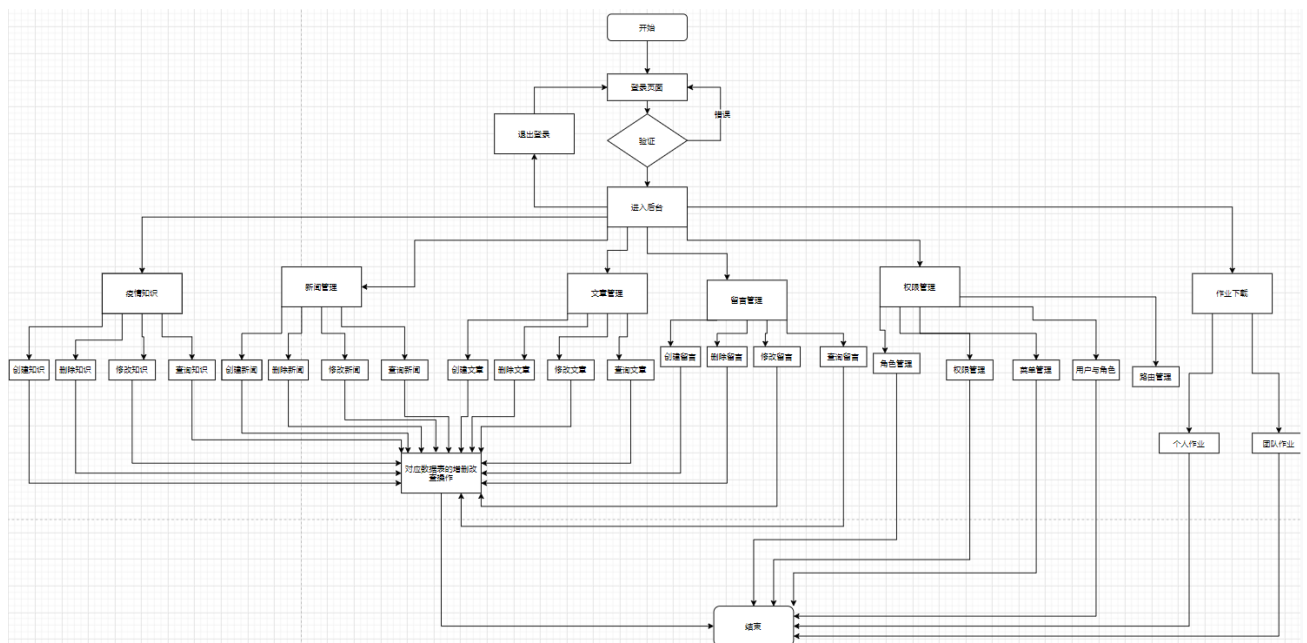 开始
登录页面
错误
退出登录
验证
进入后台
疫情知识
新闻管理
文章管理
留言管理
权限管理
作业下载
创建知识
删除知识
修改知识
查询知识
创建新闻
删除新闻
修改新闻
查询新闻
创建文章
删除文章
修改文章
查询文章
创建留言
删除留言
修改留言
查询留言
角色管理
权限管理
菜单管理
用户与角色
路由管理
个人作业
团队作业
对应数据表的增删改
查操作
结束